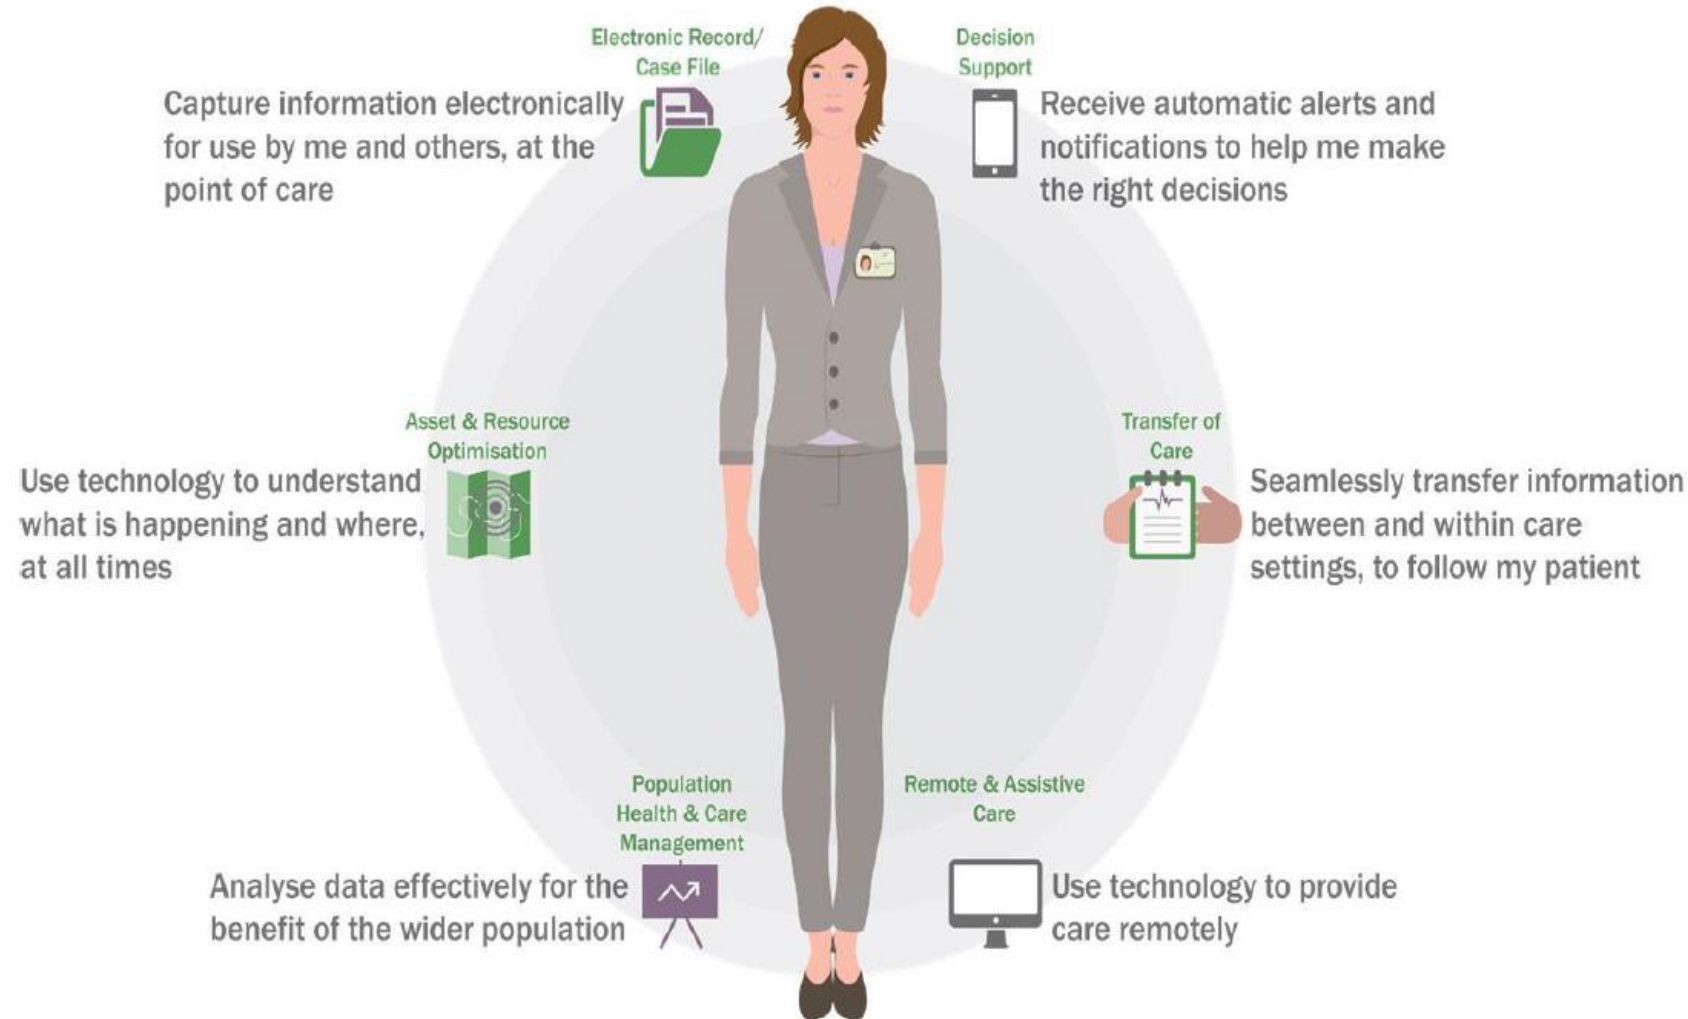 Electronic Record/
Case File
Capture information electronically
for use by me and others, at the
point of care
Decision
Support
Receive automatic alerts and
notifications to help me make
the right decisions
Asset & Resource
Optimisation
Use technology to understand
what is happening and where,
at all times
Transfer of
Care
Seamlessly transfer information
between and within care
settings, to follow my patient
Population
Health & Care
Management
Analyse data effectively for the
benefit of the wider population
Remote & Assistive
Care
Use technology to provide
care remotely